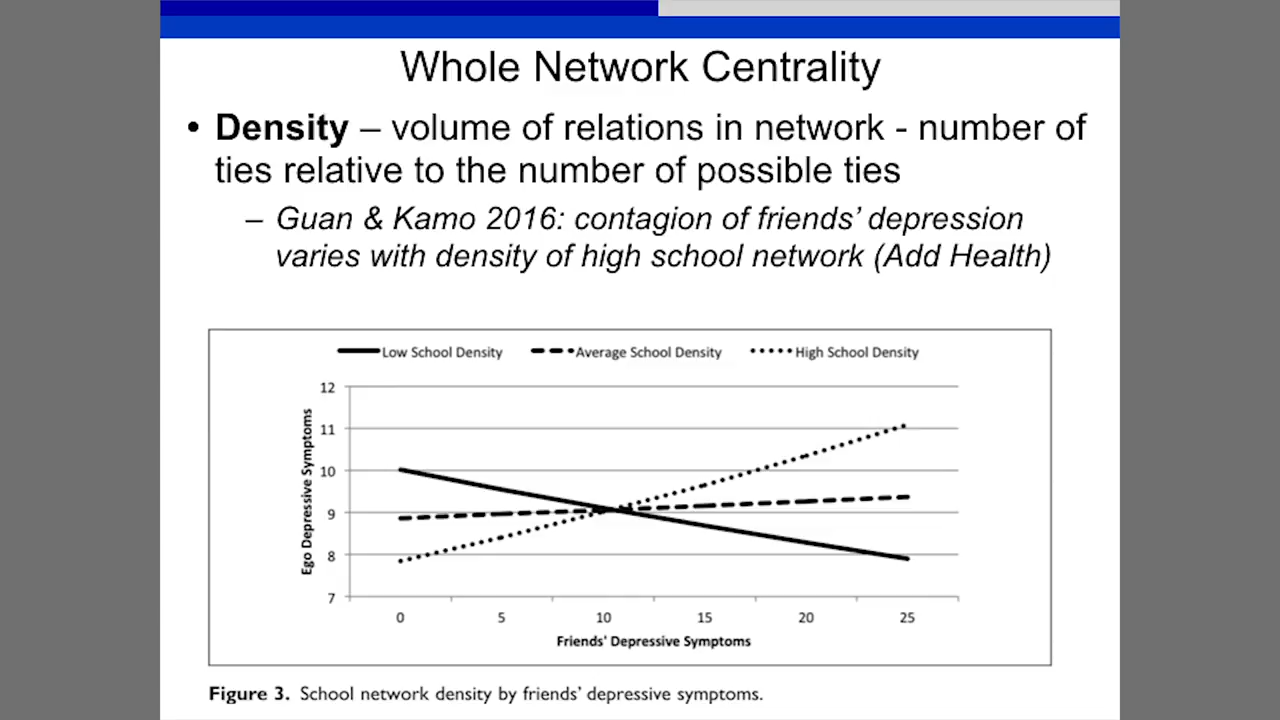 Whole Network Centrality
• Density – volume of relations in network - number of
ties relative to the number of possible ties
– Guan & Kamo 2016: contagion of friends’ depression
varies with density of high school network (Add Health)
Low School Density
Average School Density
High School Density
12
11
10
9
8
7
Ego Depressive Symptoms
0 5 10 15 20 25
Friends' Depressive Symptoms
Figure 3. School network density by friends’ depressive symptoms.